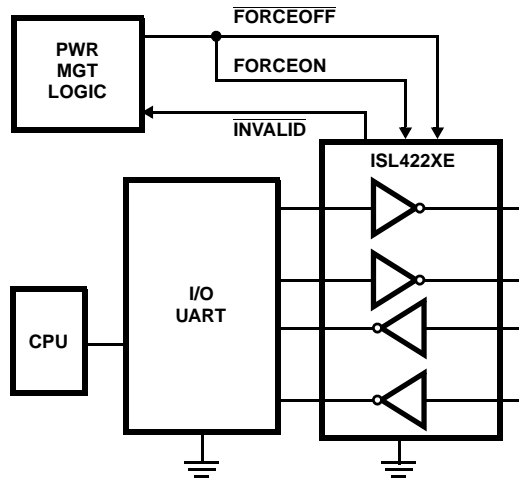 FORCEOFF
PWR
MGT
LOGIC
FORCEON
INVALID
ISL422XE
I/O
UART
CPU